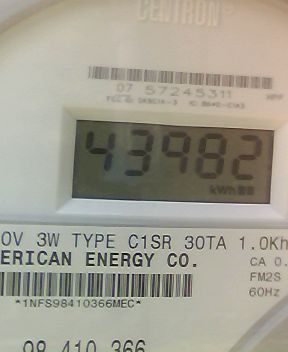 CENTRON®
07 57245311
43982
kWh
0V 3W TYPE C1SR 30TA 1.0Kh
ERICAN ENERGY CO.
CA 0.
FM2S
60Hz
*1NFS98410366MEC*
98 410 366